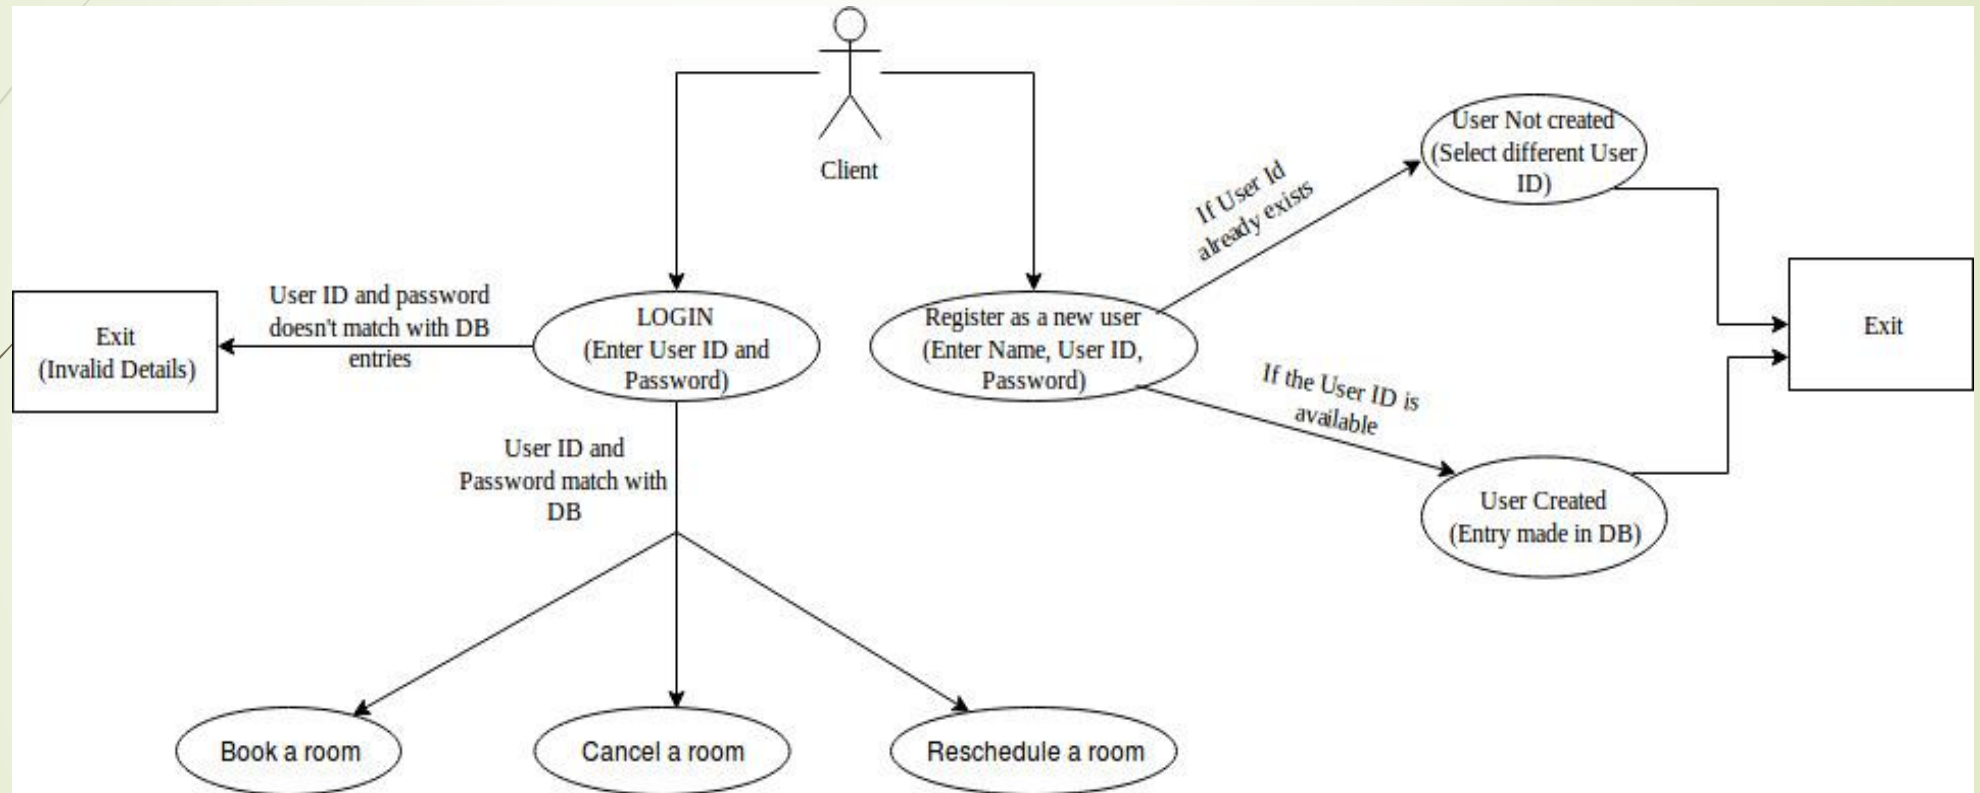 Client
User Not created
(Select different User
ID)
If User Id
already exists
Exit
User ID and password
doesn't match with DB
entries
Exit
(Invalid Details)
LOGIN
(Enter User ID and
Password)
Register as a new user
(Enter Name, User ID,
Password)
If the User ID is
available
User ID and
Password match with
DB
User Created
(Entry made in DB)
Book a room
Cancel a room
Reschedule a room